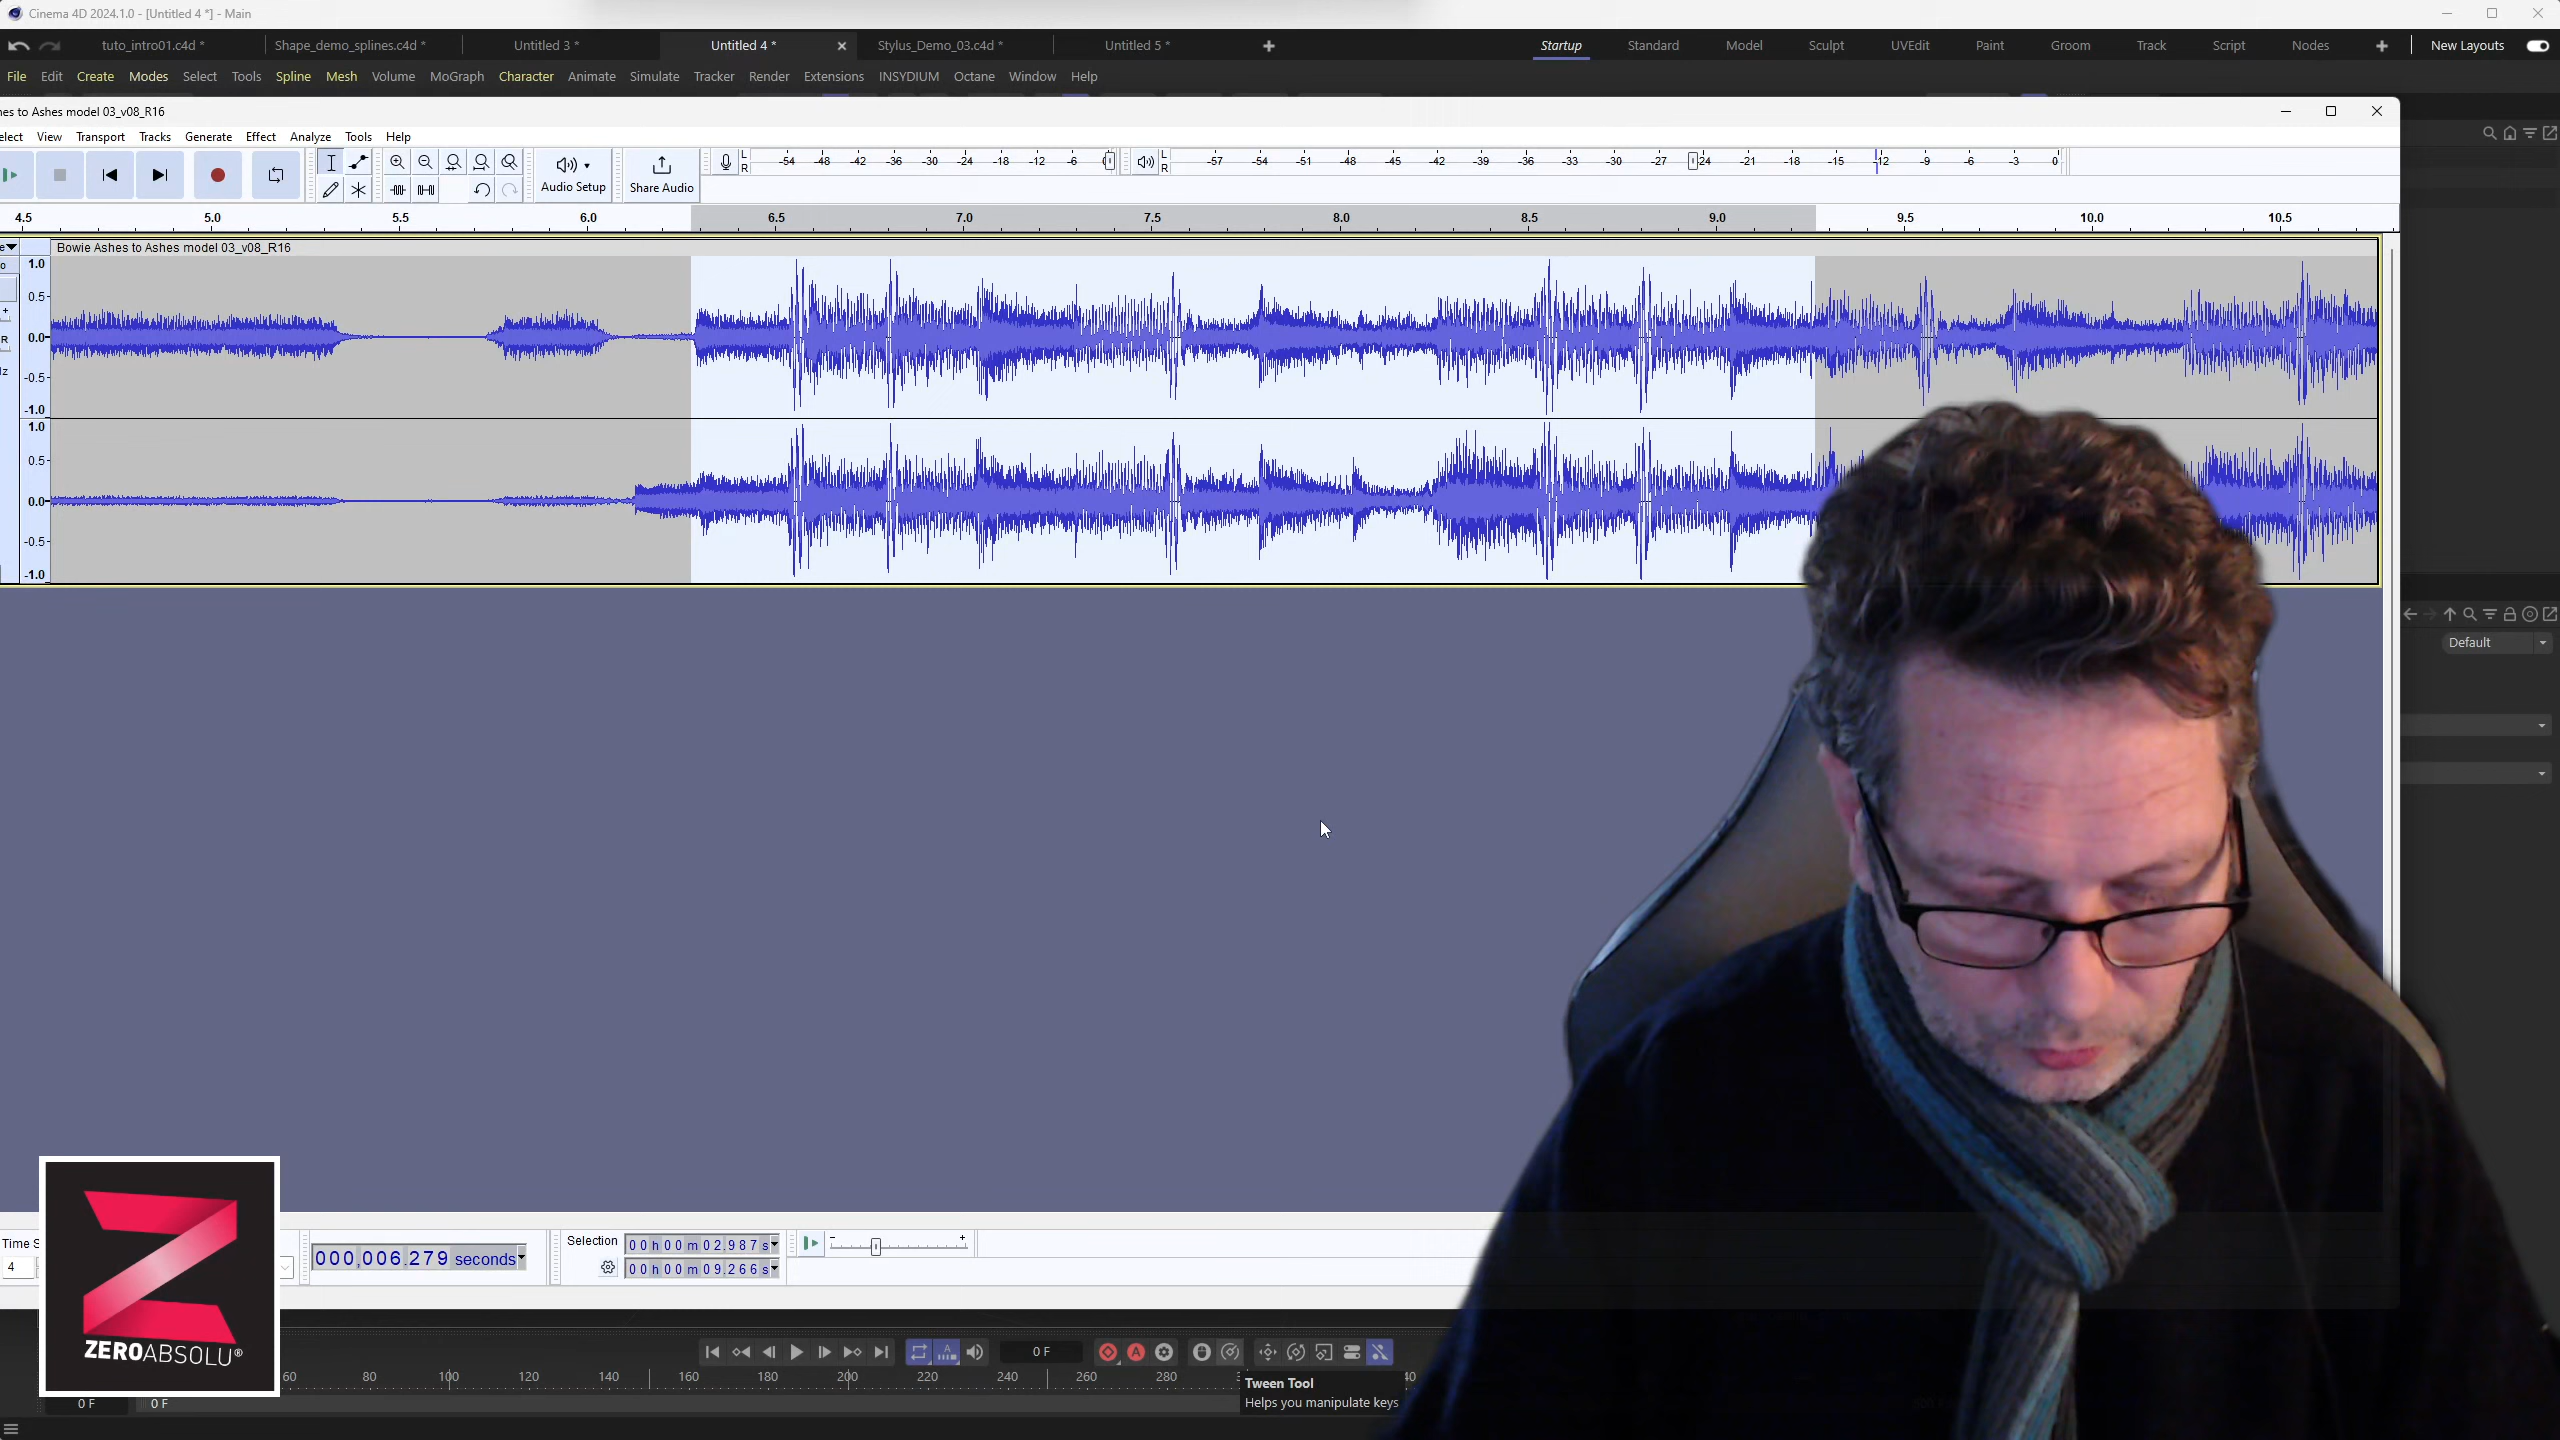 Cinema 4D 2024.1.0 - [Untitled 4 *] - Main
tuto_intro01.c4d * Shape_demo_splines.c4d * Untitled 3 * Untitled 4 * Stylus_Demo_03.c4d * Untitled 5 * Startup Standard Model Sculpt UVEdit Paint Groom Track Script Nodes New Layouts
File Edit Create Modes Select Tools Spline Mesh Volume MoGraph Character Animate Simulate Tracker Render Extensions INSYDIUM Octane Window Help
hes to Ashes model 03_v08_R16
elect View Transport Tracks Generate Effect Analyze Tools Help
L -54 -48 -42 -36 -30 -24 -18 -12 -6 L -57 -54 -51 -48 -45 -42 -39 -36 -33 -30 -27 24 -21 -18 -15 -12 -9 -6 -3 0
R R
Audio Setup Share Audio
4.5 5.0 5.5 6.0 6.5 7.0 7.5 8.0 8.5 9.0 9.5 10.0 10.5
Bowie Ashes to Ashes model 03_v08_R16
1.0
0.5
0.0
-0.5
-1.0
1.0
0.5
0.0
-0.5
-1.0
R
Default
Time S
4
000,006.279 seconds
Selection
00h00m02.987s
00h00m09.266s
ZEROABSOLU®
0 F
60 80 100 120 140 160 180 200 220 240 260 280 40
Tween Tool
Helps you manipulate keys
0 F 0 F